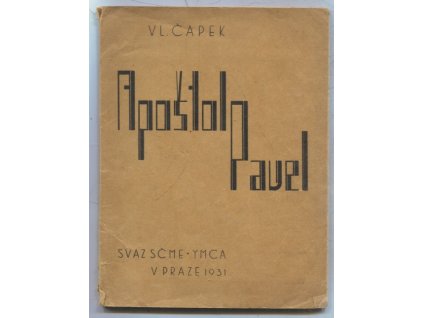 VL. ČAPEK
Apoštol
Pavel
SVAZ SČME-YMCA
V PRAZE 1931